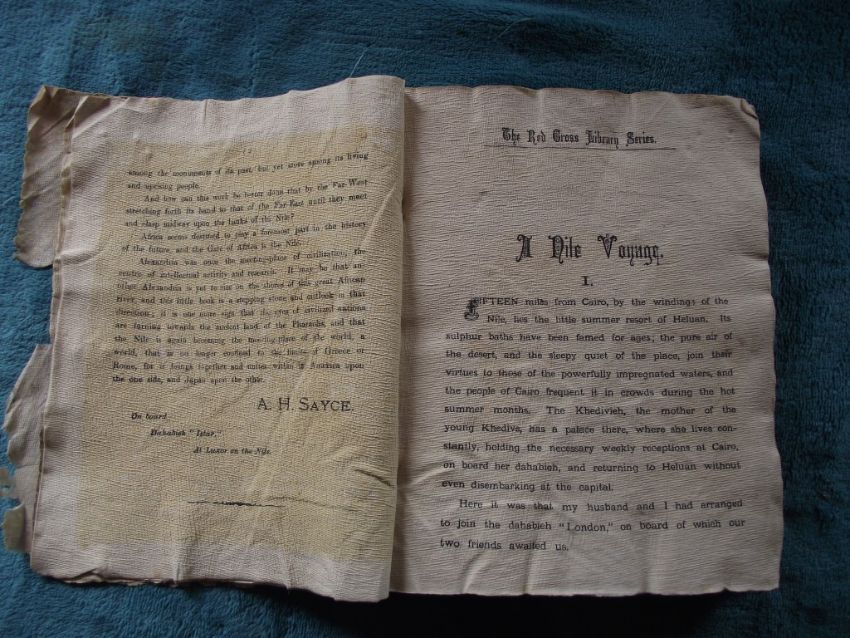 among the monuments of its past, but yet more among its living
and uprising people.
And how can this work be better done that by the Far-West
stretching forth its hand to that of the Far-East until they meet
and clasp midway upon the banks of the Nile?
Africa seems destined to play a foremost part in the history
of the future, and the Gate of Africa is the Nile.
Alexandria was once the meeting-place of civilisation, the
centre of intellectual activity and research. It may be that an-
other Alexandria is yet to rise on the shores of this great African
river, and this little book is a stepping stone and outlook in that
direction; it is one more sign that the eyes of civilized nations
are turning towards the ancient land of the Pharaohs, and that
the Nile is again becoming the meeting-place of the world, a
world, that is no longer confined to the limits of Greece or
Rome, for it brings together and unites within it America upon
the one side, and Japan upon the other.
A. H. SAYCE.
On board
Dahabieh "Istar,"
At Luxor on the Nile.
The Red Cross Library Series.
A Nile Voyage.
I.
FIFTEEN miles from Cairo, by the windings of the
Nile, lies the little summer resort of Heluan. Its
sulphur baths have been famed for ages; the pure air of
the desert, and the sleepy quiet of the place, join their
virtues to those of the powerfully impregnated waters, and
the people of Cairo frequent it in crowds during the hot
summer months. The Khedivieh, the mother of the
young Khedive, has a palace there, where she lives con-
stantly, holding the necessary weekly receptions at Cairo,
on board her dahabieh, and returning to Heluan without
even disembarking at the capital.
Here it was that my husband and I had arranged
to join the dahabieh "London," on board of which our
two friends awaited us.